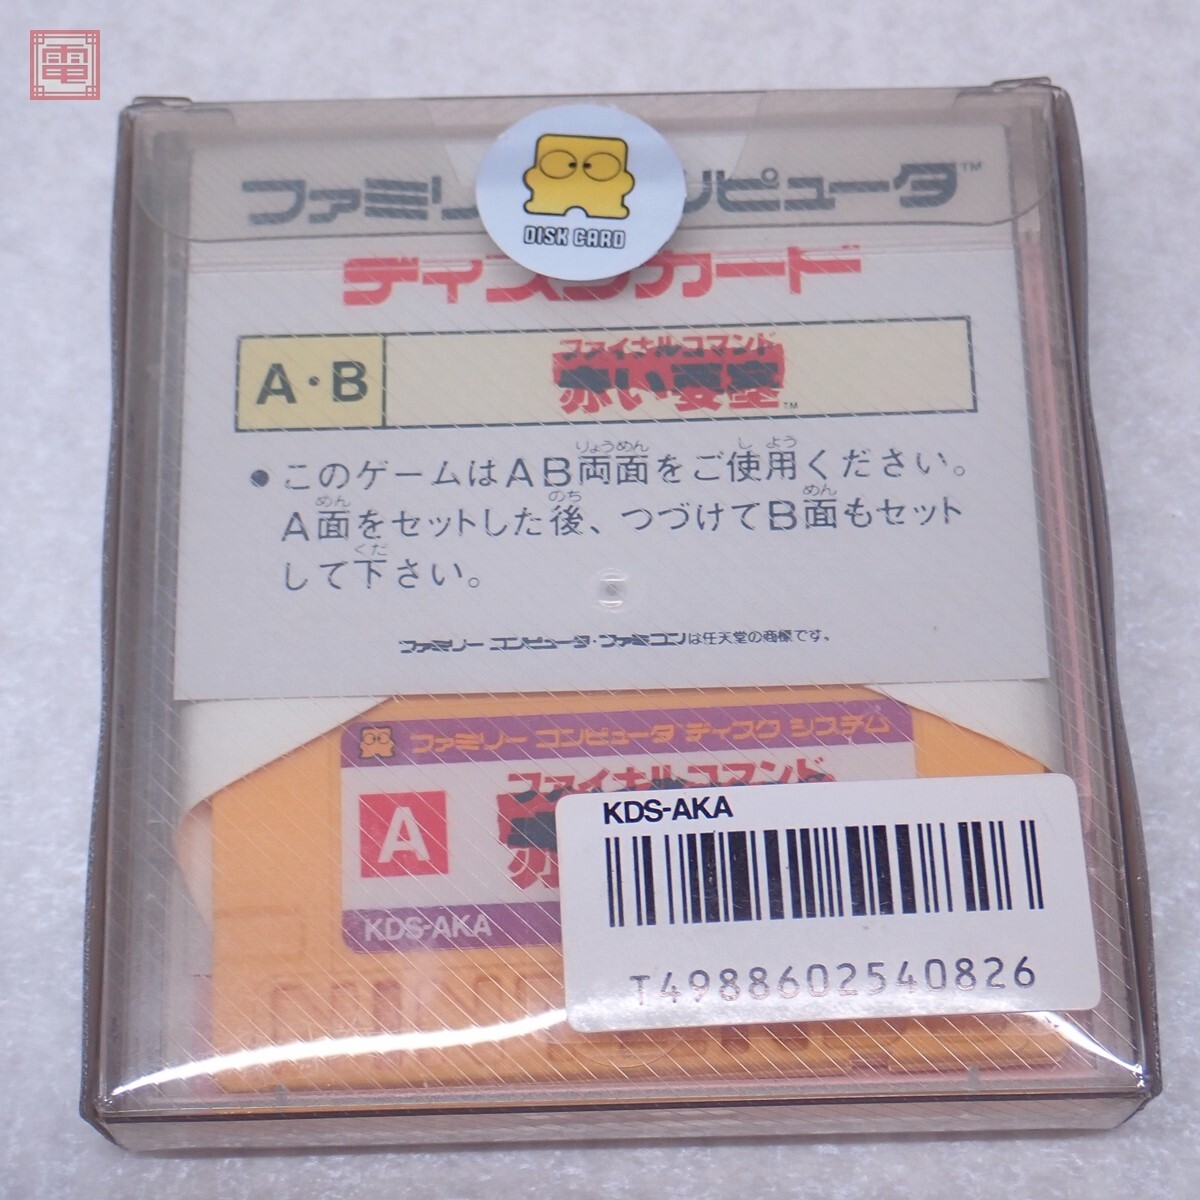 電
ファミリー コンピュータ™
DISK CARD
ディスクカード
A・B
ファイナルコマンド
赤い要塞™
●このゲームはAB両面をご使用ください。
りょうめん
しよう
A面をセットした後、つづけてB面もセット
めん
のち
めん
して下さい。
くだ
ファミリー コンピュータ・ファミコンは任天堂の商標です。
ファミリー コンピュータ ディスク システム
A
ファイナルコマンド
赤
KDS-AKA
KDS-AKA
T4988602540826
NIN